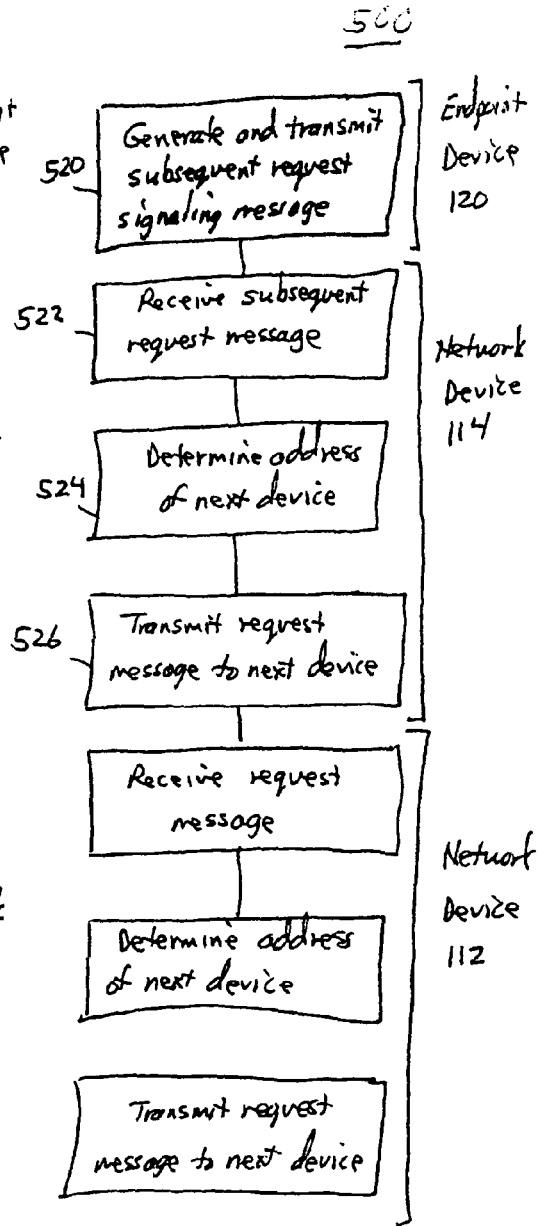 500
520
Generate and transmit
subsequent request
signaling message
Endpoint
Device
120
522
Receive subsequent
request message
524
Determine address
of next device
526
Transmit request
message to next device
Network
Device
114
Receive request
message
Determine address
of next device
Transmit request
message to next device
Network
Device
112